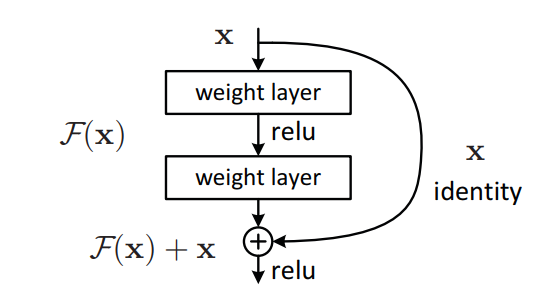 x
weight layer
relu
F(x)
weight layer
x
identity
F(x) + x
relu